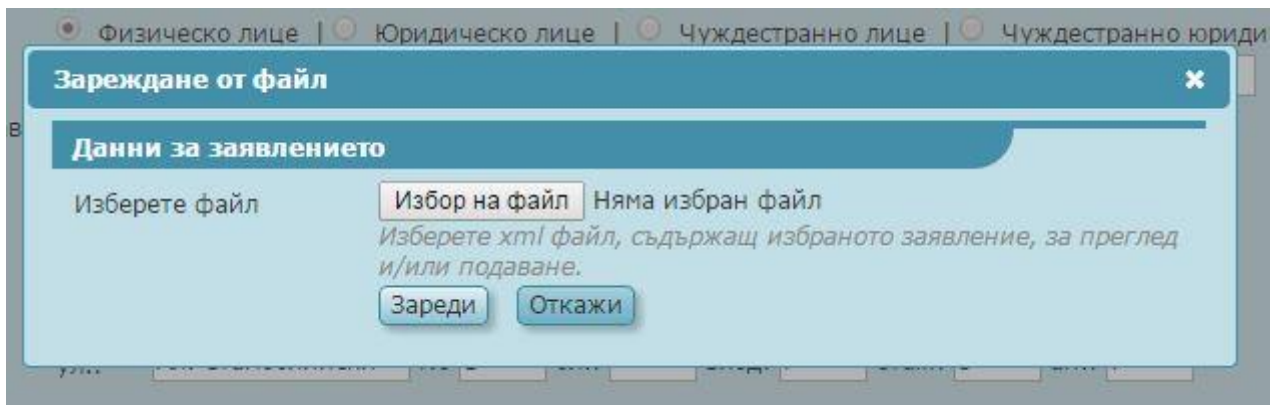 Физическо лице | Юридическо лице | Чуждестранно лице | Чуждестранно юриди
Зареждане от файл
в
Данни за заявлението
Изберете файл Избор на файл Няма избран файл
Изберете xml файл, съдържащ избраното заявление, за преглед
и/или подаване.
Зареди Откажи